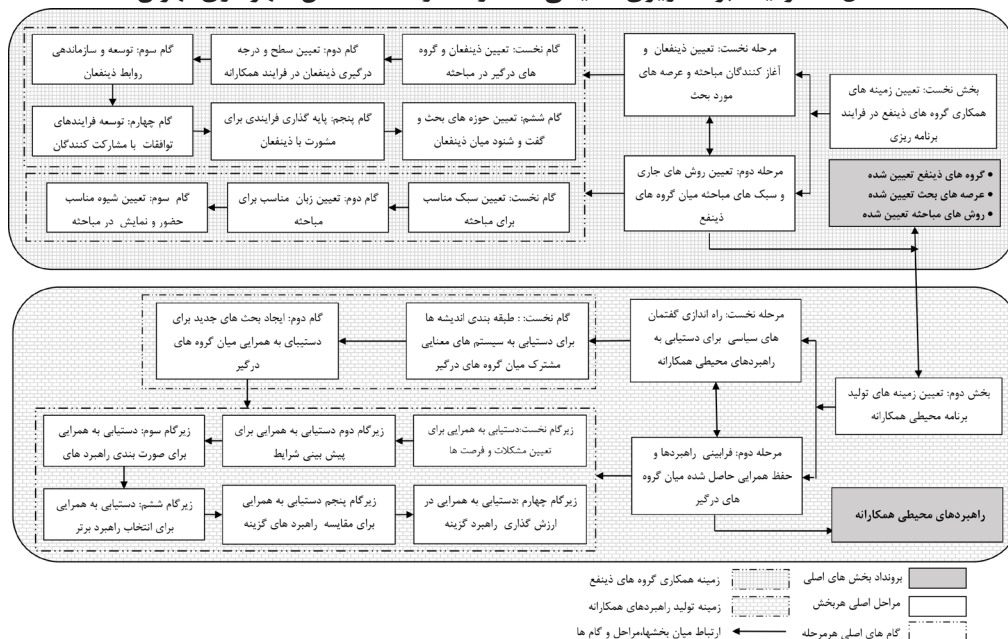 بخش نخست: تعیین زمینه های
همکاری گروه های ذینفع در فرایند
برنامه ریزی
گروه های ذینفع تعیین شده
عرصه های بحث تعیین شده
روش های مباحثه تعیین شده
مرحله نخست: تعیین ذینفعان و
آغاز کنندگان مباحثه و عرصه های
مورد بحث
گام نخست: تعیین ذینفعان و گروه
های درگیر در مباحثه
گام دوم: تعیین سطح و درجه
درگیری ذینفعان در فرایند همکارانه
گام سوم: توسعه و سازماندهی
روابط ذینفعان
گام چهارم: توسعه فرایندهای
توافقات با مشارکت کنندگان
گام پنجم: پایه گذاری فرایندی برای
مشورت با ذینفعان
گام ششم: تعیین حوزه های بحث و
گفت و شنود میان ذینفعان
مرحله دوم: تعیین روش های جاری
و سبک های مباحثه میان گروه های
ذینفع
گام نخست: تعیین سبک مناسب
برای مباحثه
گام دوم: تعیین زبان مناسب برای
مباحثه
گام سوم: تعیین شیوه مناسب
حضور و نمایش در مباحثه
بخش دوم: تعیین زمینه های تولید
برنامه محیطی همکارانه
مرحله نخست: راه اندازی گفتمان
های سیاسی برای دستیابی به
راهبردهای محیطی همکارانه
گام نخست: : طبقه بندی اندیشه ها
برای دستیابی به سیستم های معنایی
مشترک میان گروه های درگیر
گام دوم: ایجاد بحث های جدید برای
دستیبای به همرایی میان گروه های
درگیر
مرحله دوم: فرابینی راهبردها و
حفظ همرایی حاصل شده میان گروه
های درگیر
زیرگام نخست:دستیابی به همرایی برای
تعیین مشکلات و فرصت ها
زیرگام دوم دستیابی به همرایی برای
پیش بینی شرایط
زیرگام سوم: دستیابی به همرایی
برای صورت بندی راهبرد های
زیرگام چهارم :دستیابی به همرایی در
ارزش گذاری راهبرد گزینه
زیرگام پنجم دستیابی به همرایی
برای مقایسه راهبرد های گزینه
زیرگام ششم: دستیابی به همرایی
برای انتخاب راهبرد برتر
راهبردهای محیطی همکارانه
برونداد بخش های اصلی
مراحل اصلی هربخش
گام های اصلی هرمرحله
زمینه همکاری گروه های ذینفع
زمینه تولید راهبردهای همکارانه
ارتباط میان بخشها،مراحل و گام ها